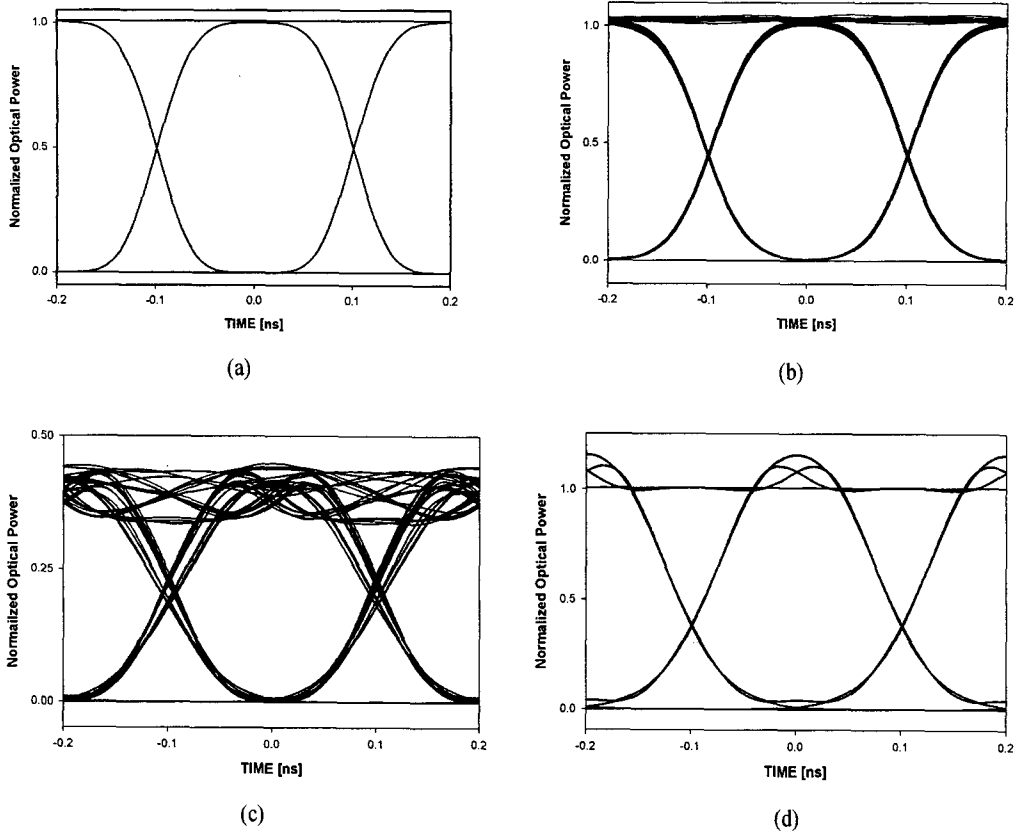 1.0
0.5
0.0
Normalized Optical Power
-0.2 -0.1 0.0 0.1 0.2
TIME [ns]
(a)
1.0
0.5
0.0
Normalized Optical Power
-0.2 -0.1 0.0 0.1 0.2
TIME [ns]
(b)
0.50
0.25
0.00
Normailzed Optical Power
-0.2 -0.1 0.0 0.1 0.2
TIME [ns]
(c)
1.0
0.5
0.0
Normalized Optical Power
-0.2 -0.1 0.0 0.1 0.2
TIME [ns]
(d)